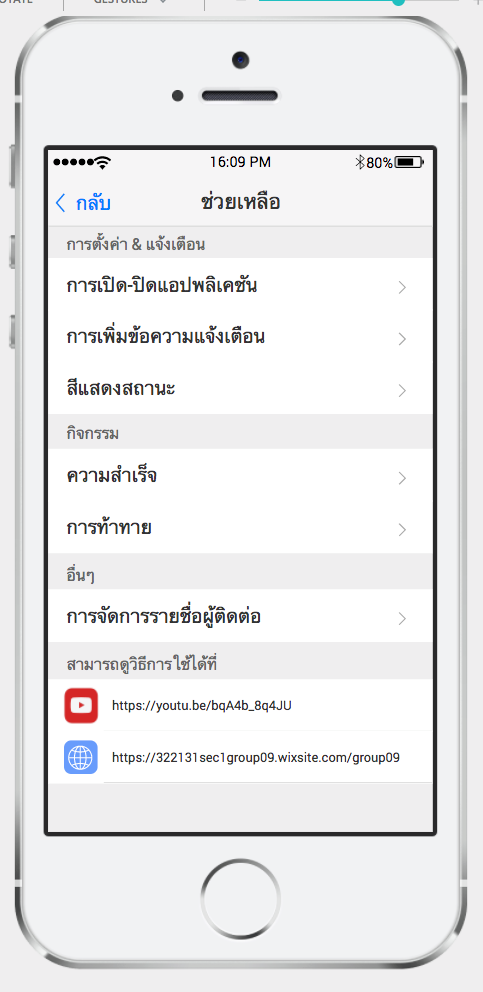 GESTURES
16:09 PM
80%
กลับ
ช่วยเหลือ
การตั้งค่า & แจ้งเตือน
การเปิด-ปิดแอปพลิเคชัน
การเพิ่มข้อความแจ้งเตือน
สีแสดงสถานะ
กิจกรรม
ความสำเร็จ
การท้าทาย
อื่นๆ
การจัดการรายชื่อผู้ติดต่อ
สามารถดูวิธีการใช้ได้ที่
https://youtu.be/bqA4b_8q4JU
https://322131sec1group09.wixsite.com/group09